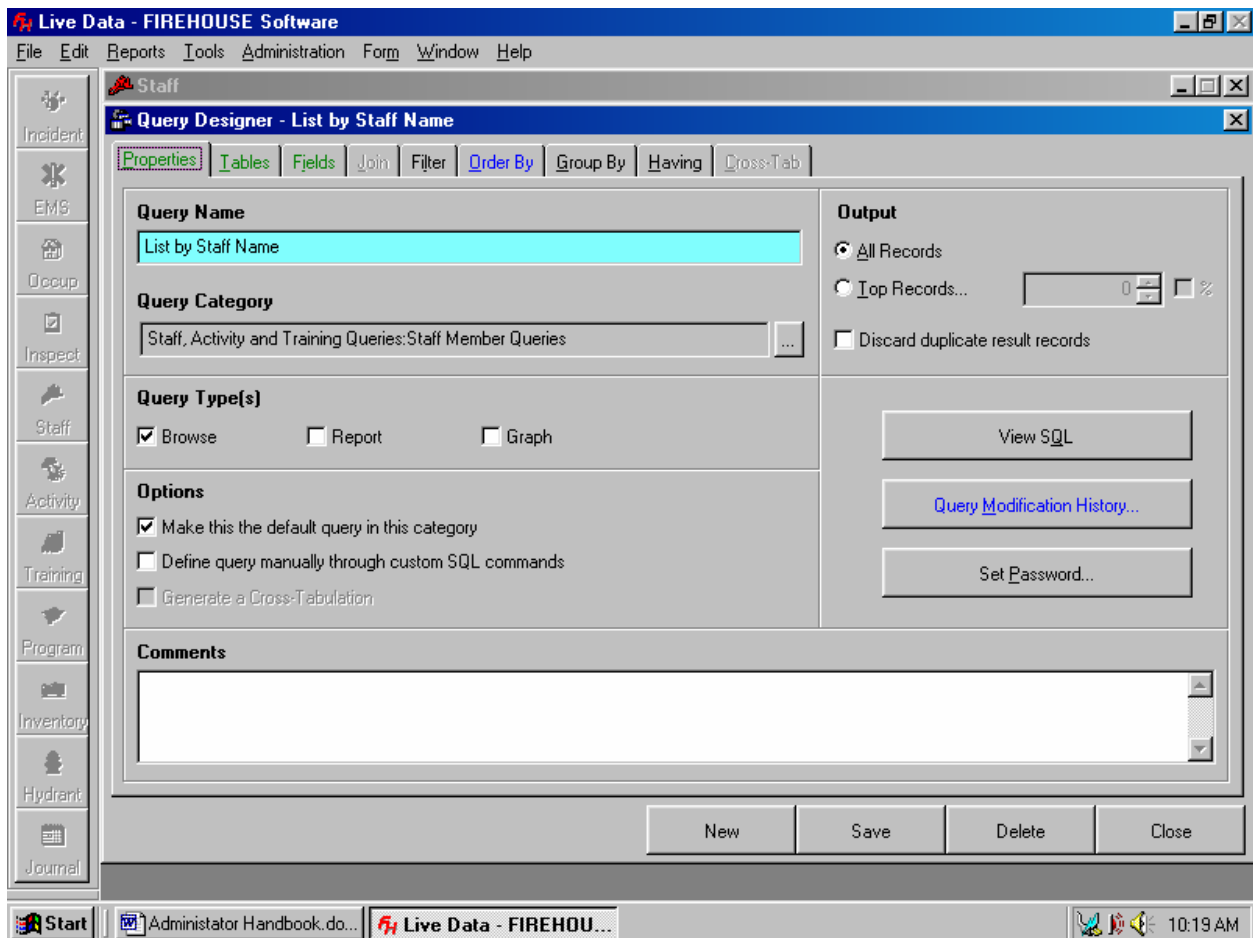 Live Data - FIREHOUSE Software
File Edit Reports Tools Administration Form Window Help
Staff
Query Designer - List by Staff Name
Properties Tables Fields Join Filter Order By Group By Having Cross-Tab
Incident
EMS
Occup
Inspect
Staff
Activity
Training
Program
Inventory
Hydrant
Journal
Query Name
List by Staff Name
Query Category
Staff, Activity and Training Queries:Staff Member Queries ...
Query Type(s)
Browse Report Graph
Options
Make this the default query in this category
Define query manually through custom SQL commands
Generate a Cross-Tabulation
Output
All Records
Top Records... 0 %
Discard duplicate result records
View SQL
Query Modification History...
Set Password...
Comments
New Save Delete Close
Start Administator Handbook.do... Live Data - FIREHOU... 10:19 AM